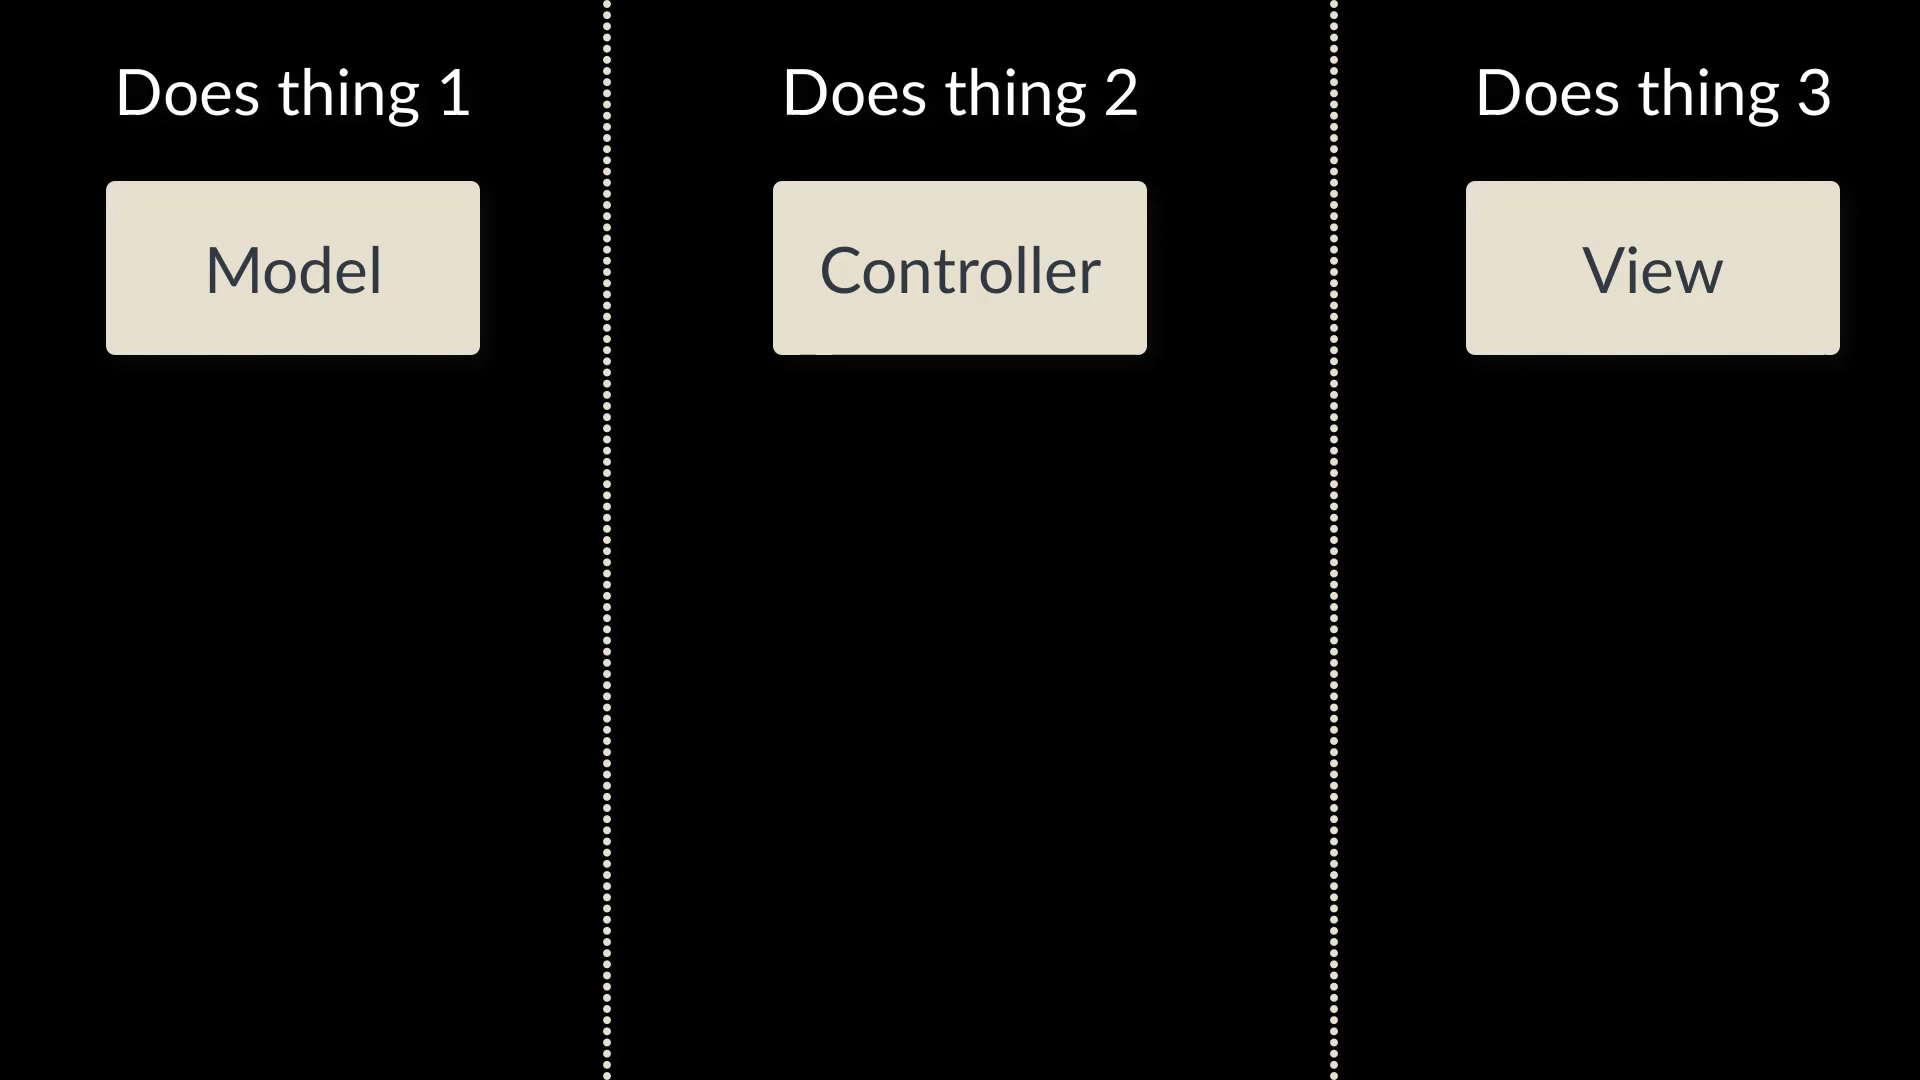 Does thing 1
Does thing 2
Does thing 3
Model
Controller
View